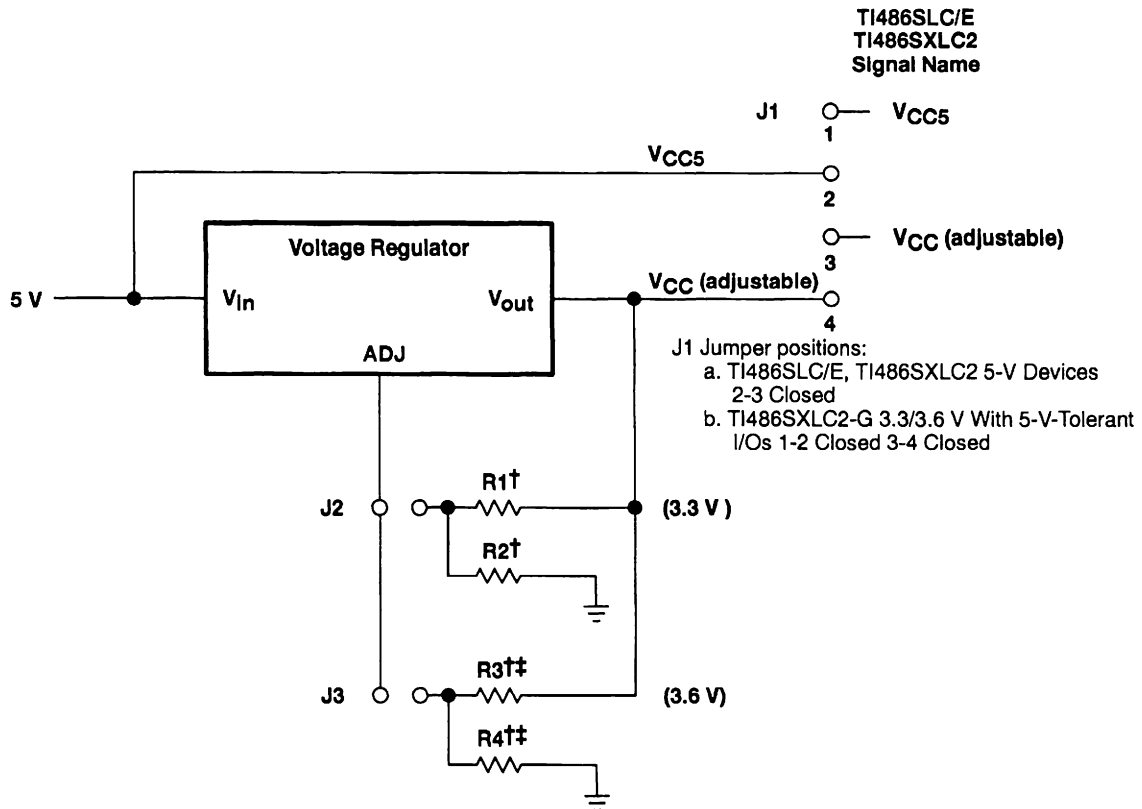 TI486SLC/E
TI486SXLC2
Signal Name
J1
VCC5
1
VCC5
2
Voltage Regulator
VCC (adjustable)
3
5 V
Vin
Vout
VCC (adjustable)
4
ADJ
J1 Jumper positions:
a. TI486SLC/E, TI486SXLC2 5-V Devices
2-3 Closed
b. TI486SXLC2-G 3.3/3.6 V With 5-V-Tolerant
I/Os 1-2 Closed 3-4 Closed
R1†
J2
(3.3 V )
R2†
R3†‡
J3
(3.6 V)
R4†‡